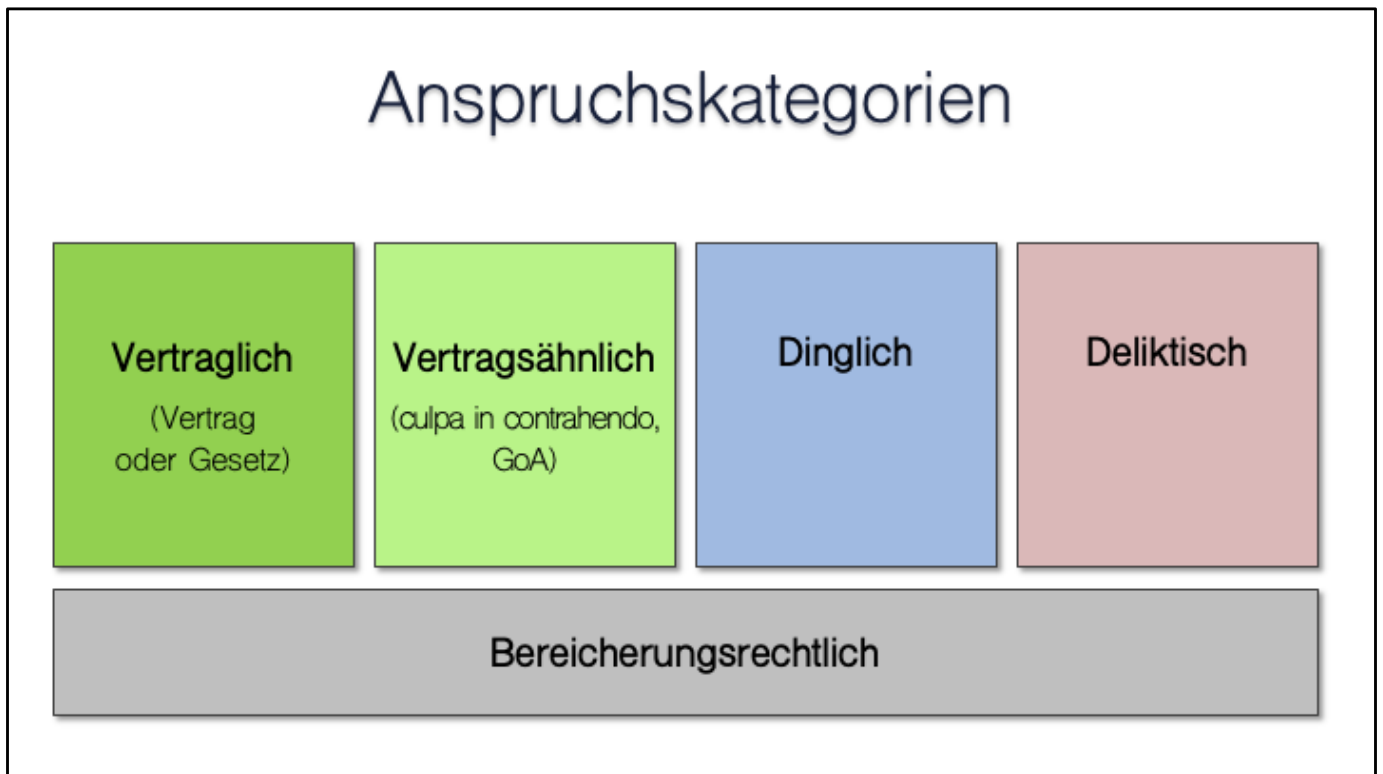 Anspruchskategorien
Vertraglich
(Vertrag
oder Gesetz)
Vertragsähnlich
(culpa in contrahendo,
GoA)
Dinglich
Deliktisch
Bereicherungsrechtlich